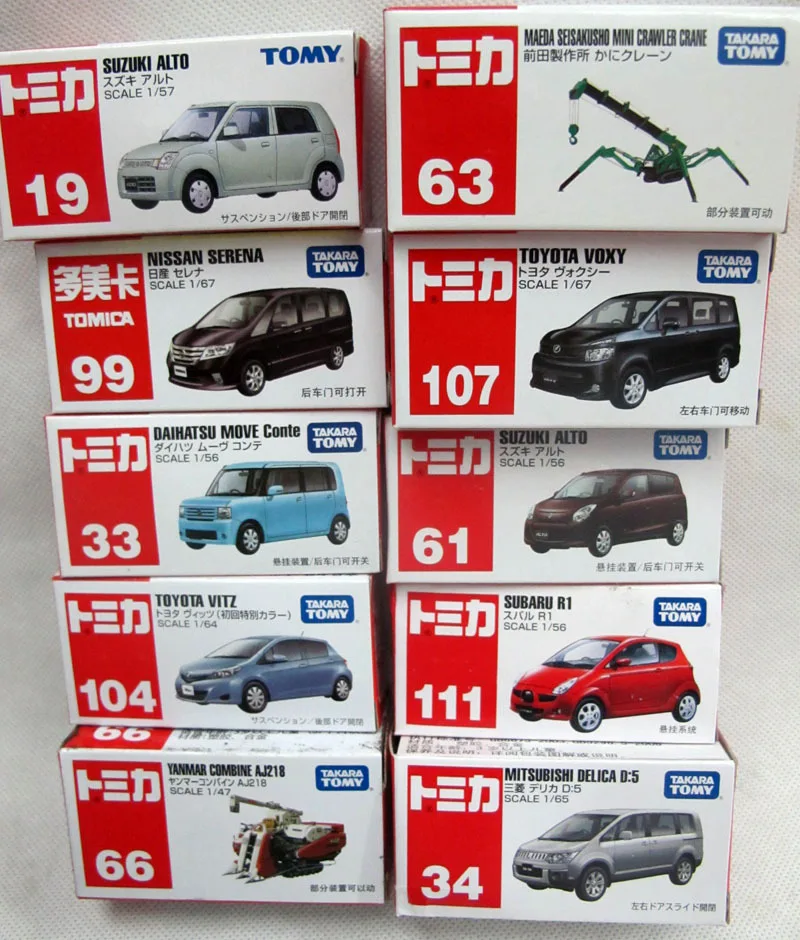 トミカ
19
SUZUKI ALTO
スズキ アルト
SCALE 1/57
TOMY
サスペンション/後部ドア開閉
トミカ
63
MAEDA SEISAKUSHO MINI CRAWLER CRANE
前田製作所 かにクレーン
TAKARA
TOMY
部分装置可动
多美卡
TOMICA
99
NISSAN SERENA
日産 セレナ
SCALE 1/67
TAKARA
TOMY
后车门可打开
トミカ
107
TOYOTA VOXY
トヨタ ヴォクシー
SCALE 1/67
TAKARA
TOMY
左右车门可移动
トミカ
33
DAIHATSU MOVE Conte
ダイハツ ムーヴ コンテ
SCALE 1/56
TAKARA
TOMY
悬挂装置/后车门可开关
トミカ
61
SUZUKI ALTO
スズキ アルト
SCALE 1/56
TAKARA
TOMY
悬挂装置/后车门可开关
トミカ
104
TOYOTA VITZ
トヨタ ヴィッツ(初回特別カラー)
SCALE 1/64
TAKARA
TOMY
サスペンション/後部ドア開閉
トミカ
111
SUBARU R1
スバル R1
SCALE 1/56
TAKARA
TOMY
悬挂系统
66
トミカ
66
YANMAR COMBINE AJ218
ヤンマーコンバイン AJ218
SCALE 1/47
TAKARA
TOMY
部分装置可以动
トミカ
34
MITSUBISHI DELICA D:5
三菱 デリカ D:5
SCALE 1/65
TAKARA
TOMY
左右ドアスライド開閉